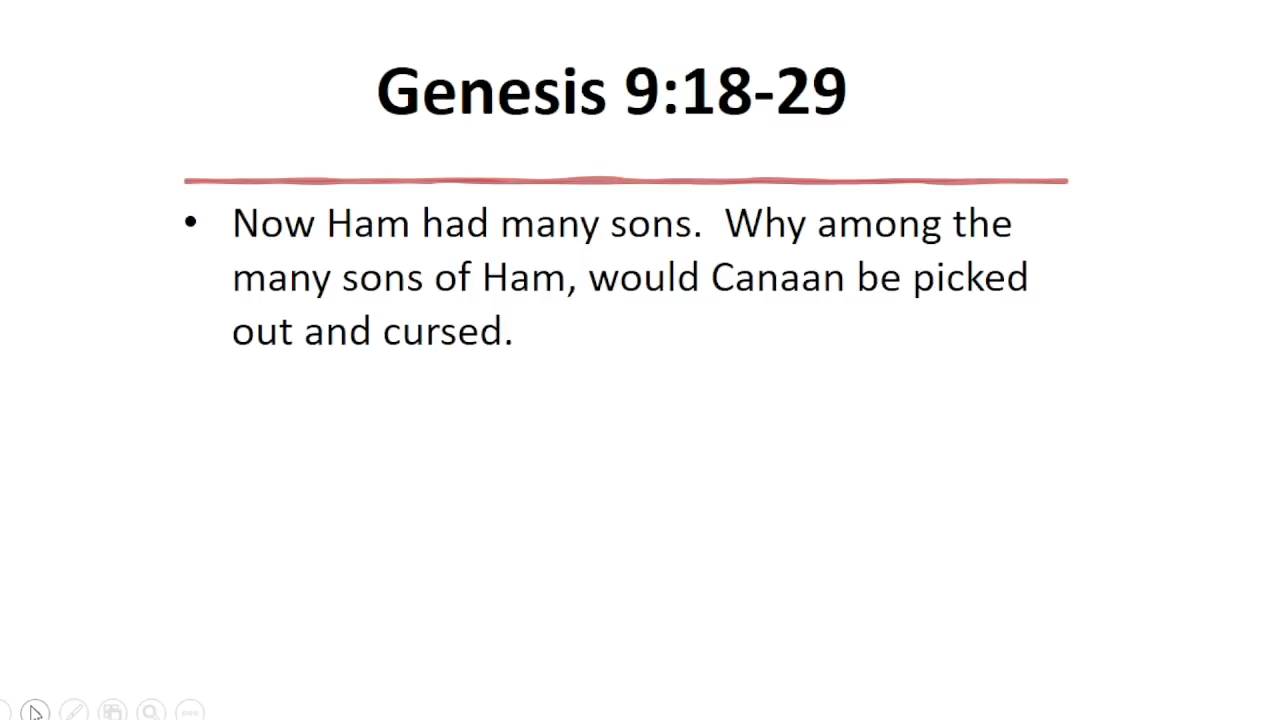 Genesis 9:18-29
• Now Ham had many sons.  Why among the
many sons of Ham, would Canaan be picked
out and cursed.